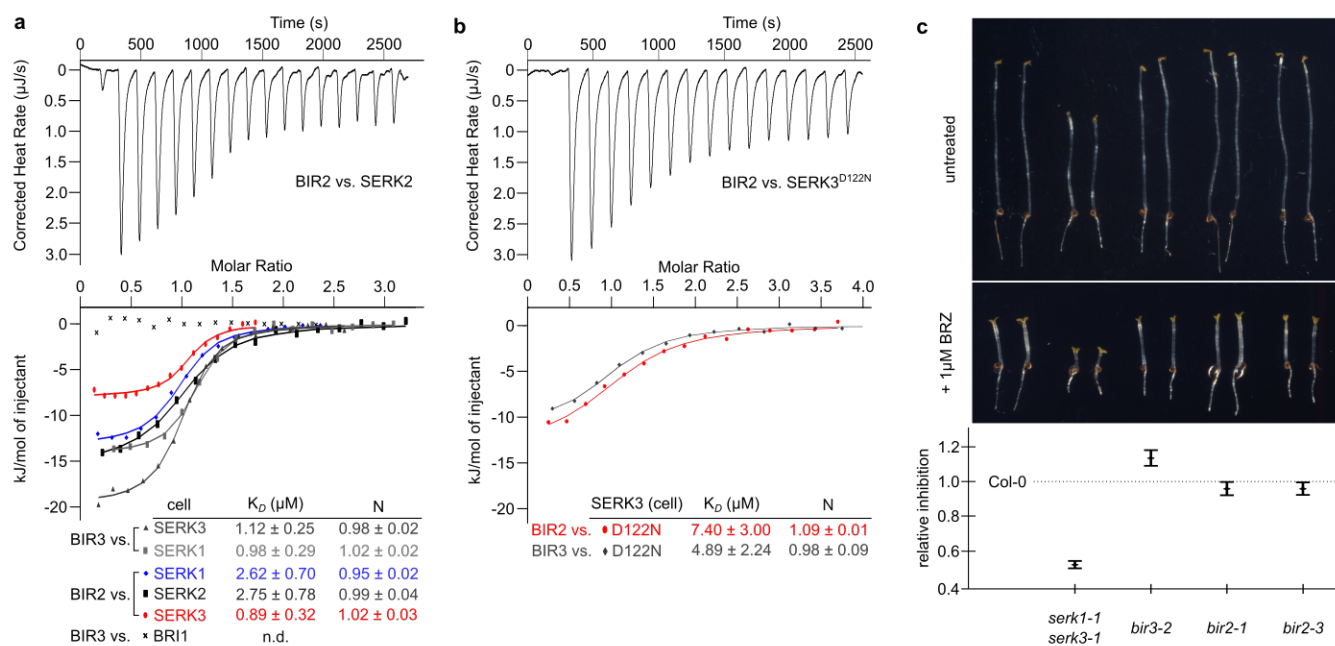 a
Time (s)
500 1000 1500 2000 2500
Corrected Heat Rate (µJ/s)
0
0.5
1.0
1.5
2.0
2.5
3.0
BIR2 vs. SERK2
Molar Ratio
0 1.0 2.0 3.0
kJ/mol of injectant
0
-5
-10
-15
-20
cell K_D (µM) N
BIR3 vs.
SERK3 1.12 ± 0.25 0.98 ± 0.02
SERK1 0.98 ± 0.29 1.02 ± 0.02
BIR2 vs.
SERK1 2.62 ± 0.70 0.95 ± 0.02
SERK2 2.75 ± 0.78 0.99 ± 0.04
SERK3 0.89 ± 0.32 1.02 ± 0.03
BIR3 vs. × BRI1 n.d.
b
Time (s)
0 500 1000 1500 2000 2500
Corrected Heat Rate (µJ/s)
0
0.5
1.0
1.5
2.0
2.5
3.0
BIR2 vs. SERK3^D122N
Molar Ratio
0 0.5 1.0 1.5 2.0 2.5 3.0 3.5 4.0
kJ/mol of injectant
0
-5
-10
-15
-20
SERK3 (cell) K_D (µM) N
BIR2 vs. D122N 7.40 ± 3.00 1.09 ± 0.01
BIR3 vs. D122N 4.89 ± 2.24 0.98 ± 0.09
c
untreated
+ 1µM BRZ
relative inhibition
1.2
1.0
0.8
0.6
0.4
Col-0
serk1-1
serk3-1
bir3-2
bir2-1
bir2-3